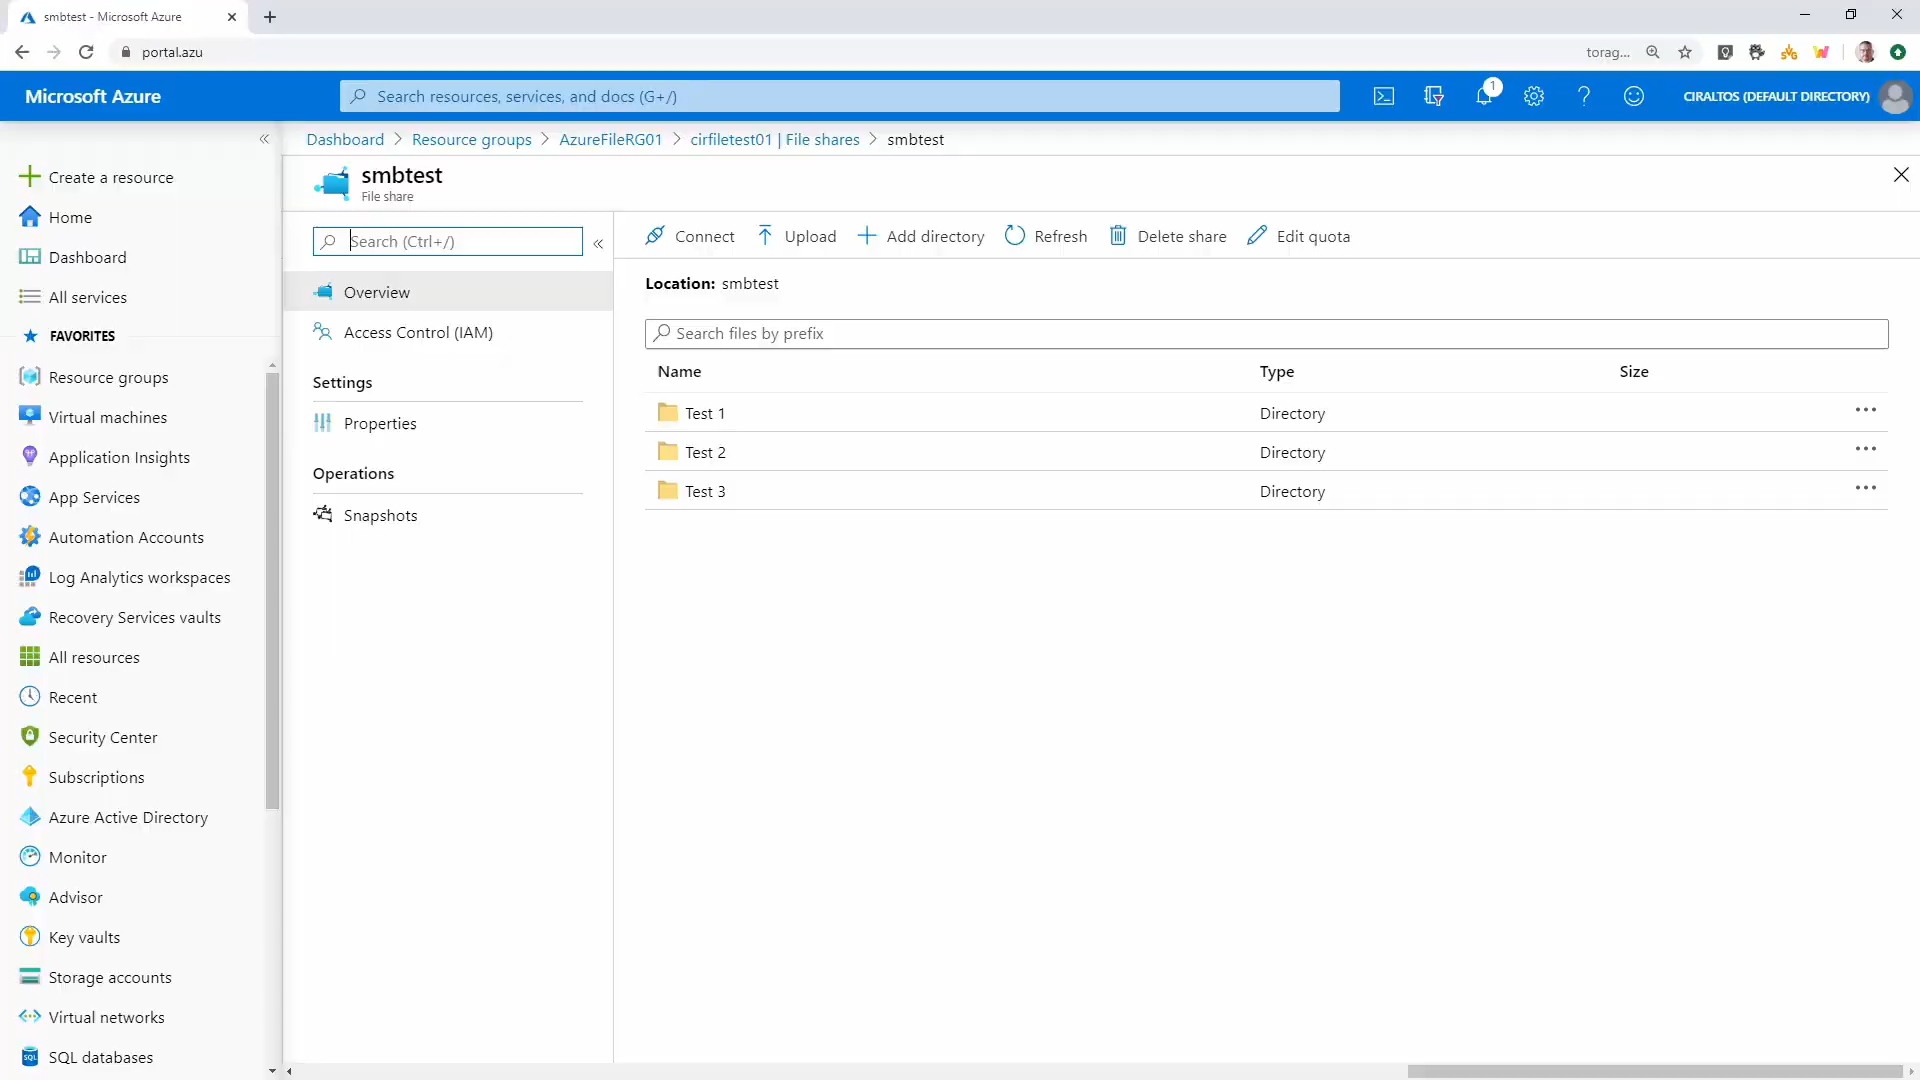 smbtest - Microsoft Azure
portal.azu
torag...
Microsoft Azure
Search resources, services, and docs (G+/)
1
CIRALTOS (DEFAULT DIRECTORY)
Dashboard > Resource groups > AzureFileRG01 > cirfiletest01 | File shares > smbtest
smbtest
File share
Create a resource
Home
Dashboard
All services
FAVORITES
Resource groups
Virtual machines
Application Insights
App Services
Automation Accounts
Log Analytics workspaces
Recovery Services vaults
All resources
Recent
Security Center
Subscriptions
Azure Active Directory
Monitor
Advisor
Key vaults
Storage accounts
Virtual networks
SQL databases
Search (Ctrl+/)
Overview
Access Control (IAM)
Settings
Properties
Operations
Snapshots
Connect Upload Add directory Refresh Delete share Edit quota
Location: smbtest
Search files by prefix
Name Type Size
Test 1 Directory
Test 2 Directory
Test 3 Directory